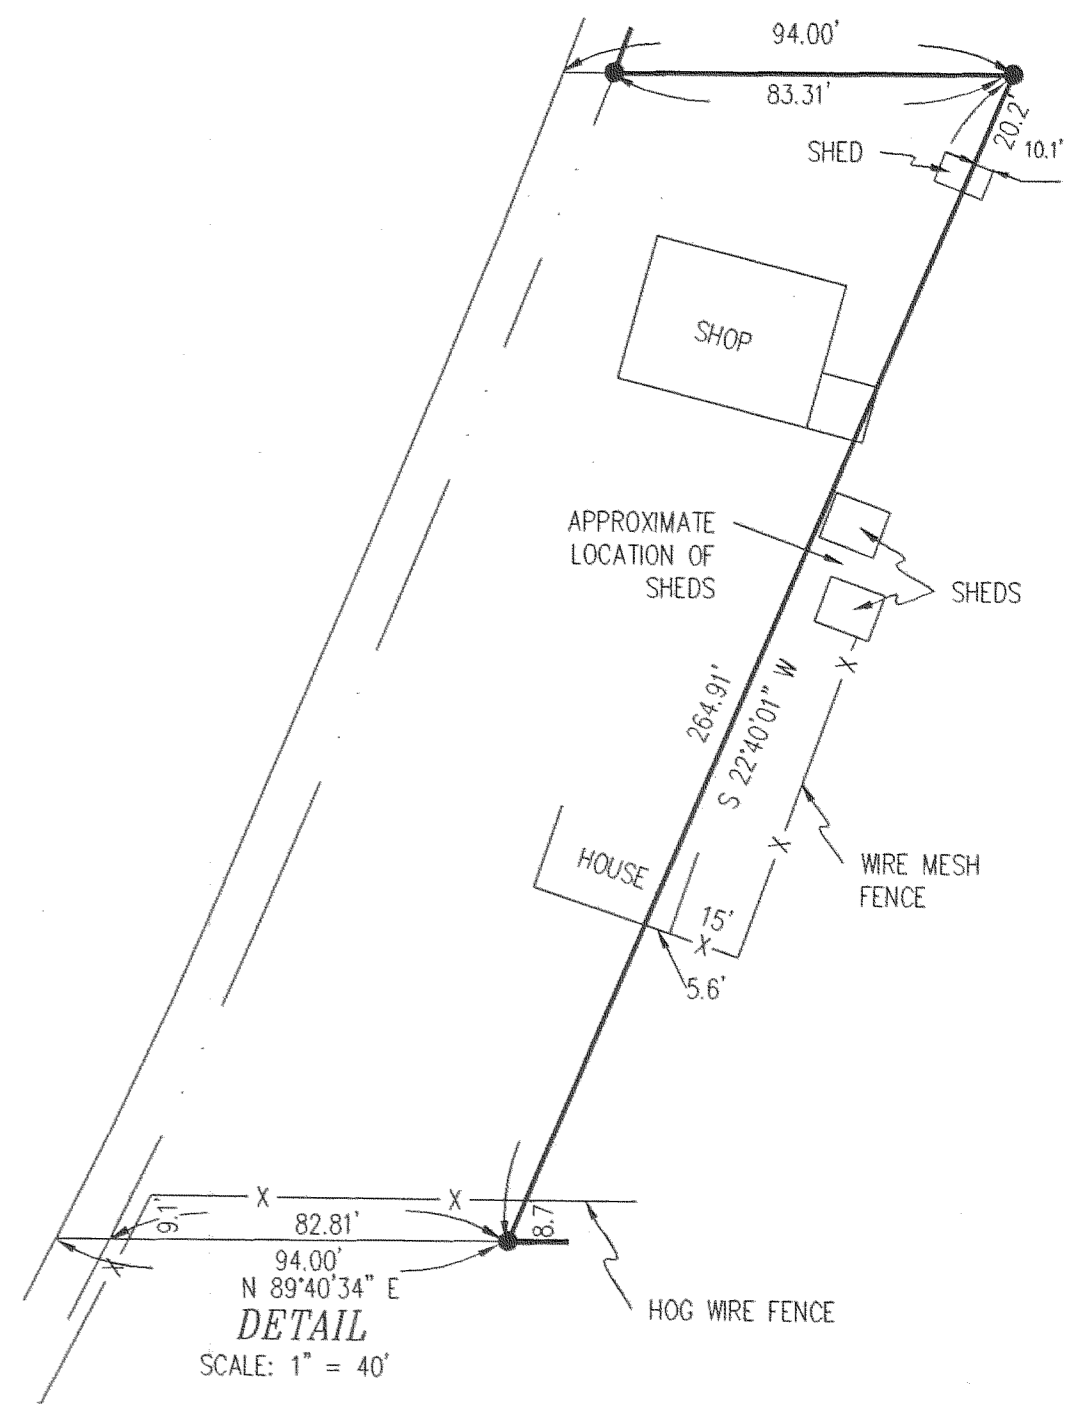 94.00'
83.31'
20.2'
10.1'
SHED
SHOP
APPROXIMATE
LOCATION OF
SHEDS
SHEDS
264.91'
S 22°40'01" W
X
X
WIRE MESH
FENCE
HOUSE
15'
X
5.6'
X
X
9.1'
82.81'
8.7
94.00'
X
N 89°40'34" E
DETAIL
SCALE: 1" = 40'
HOG WIRE FENCE